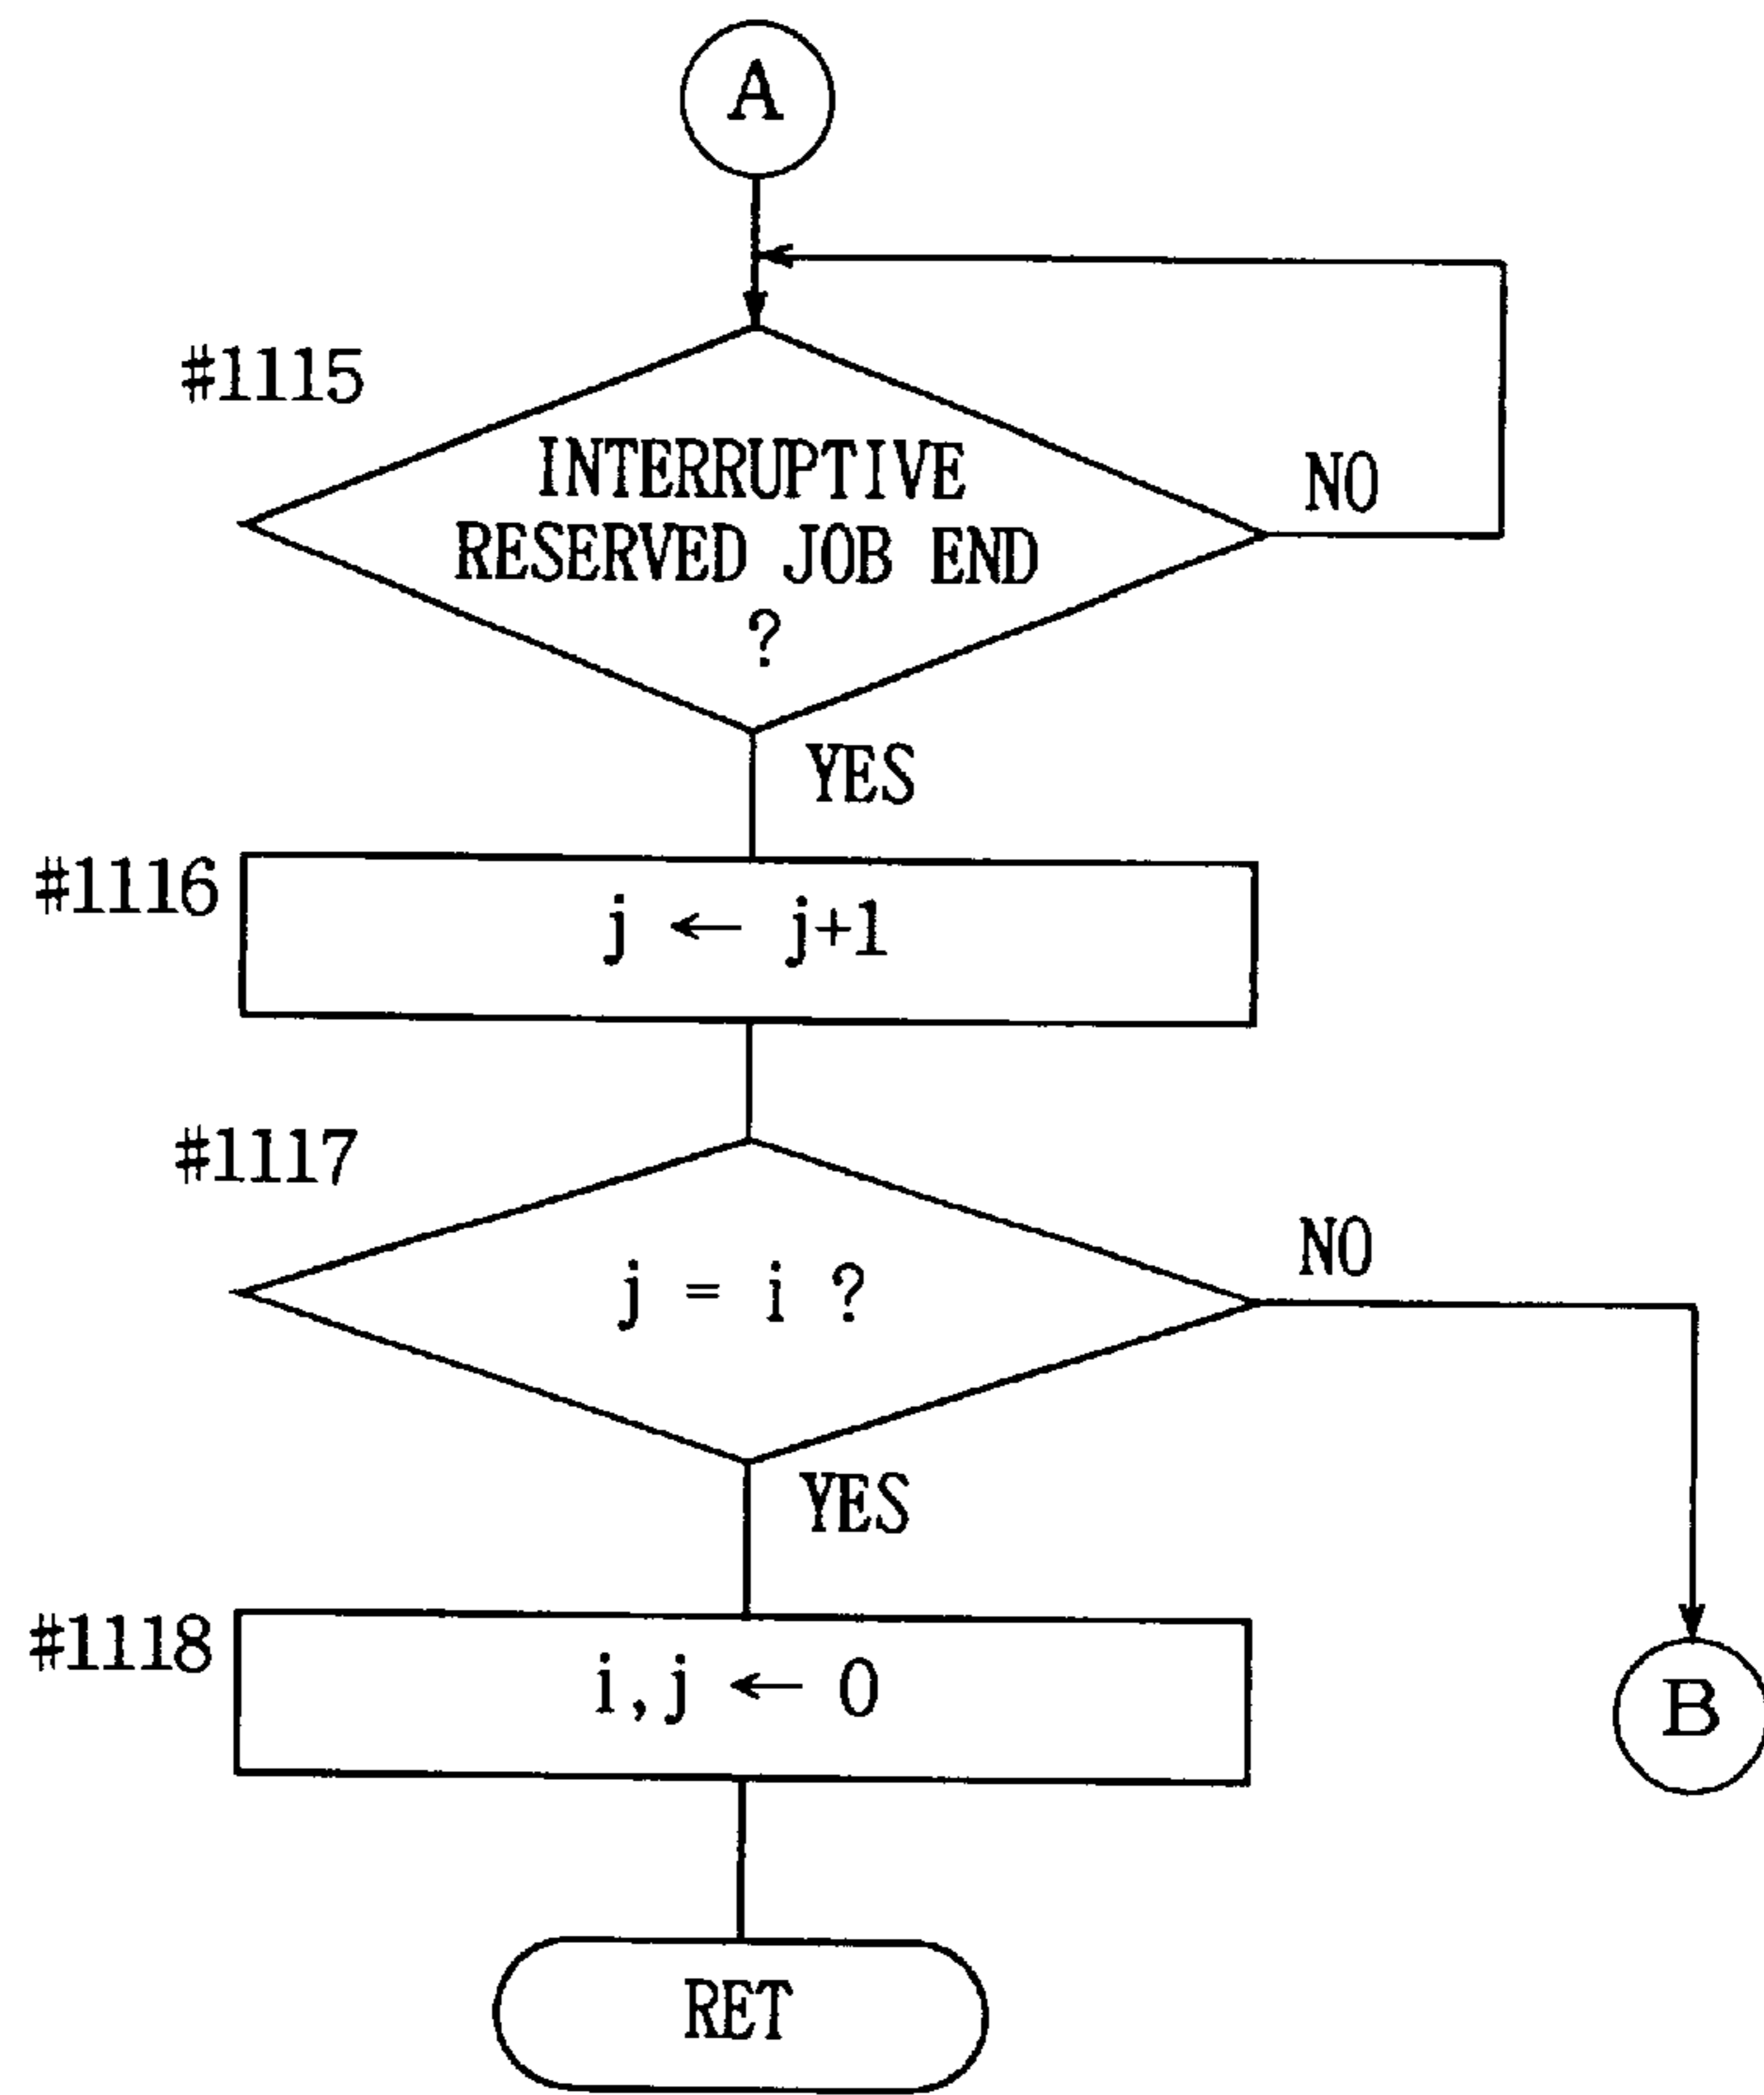 A
#1115
INTERRUPTIVE
RESERVED JOB END
?
NO
YES
#1116
j ← j+1
#1117
j = i ?
NO
YES
#1118
i,j ← 0
B
RET